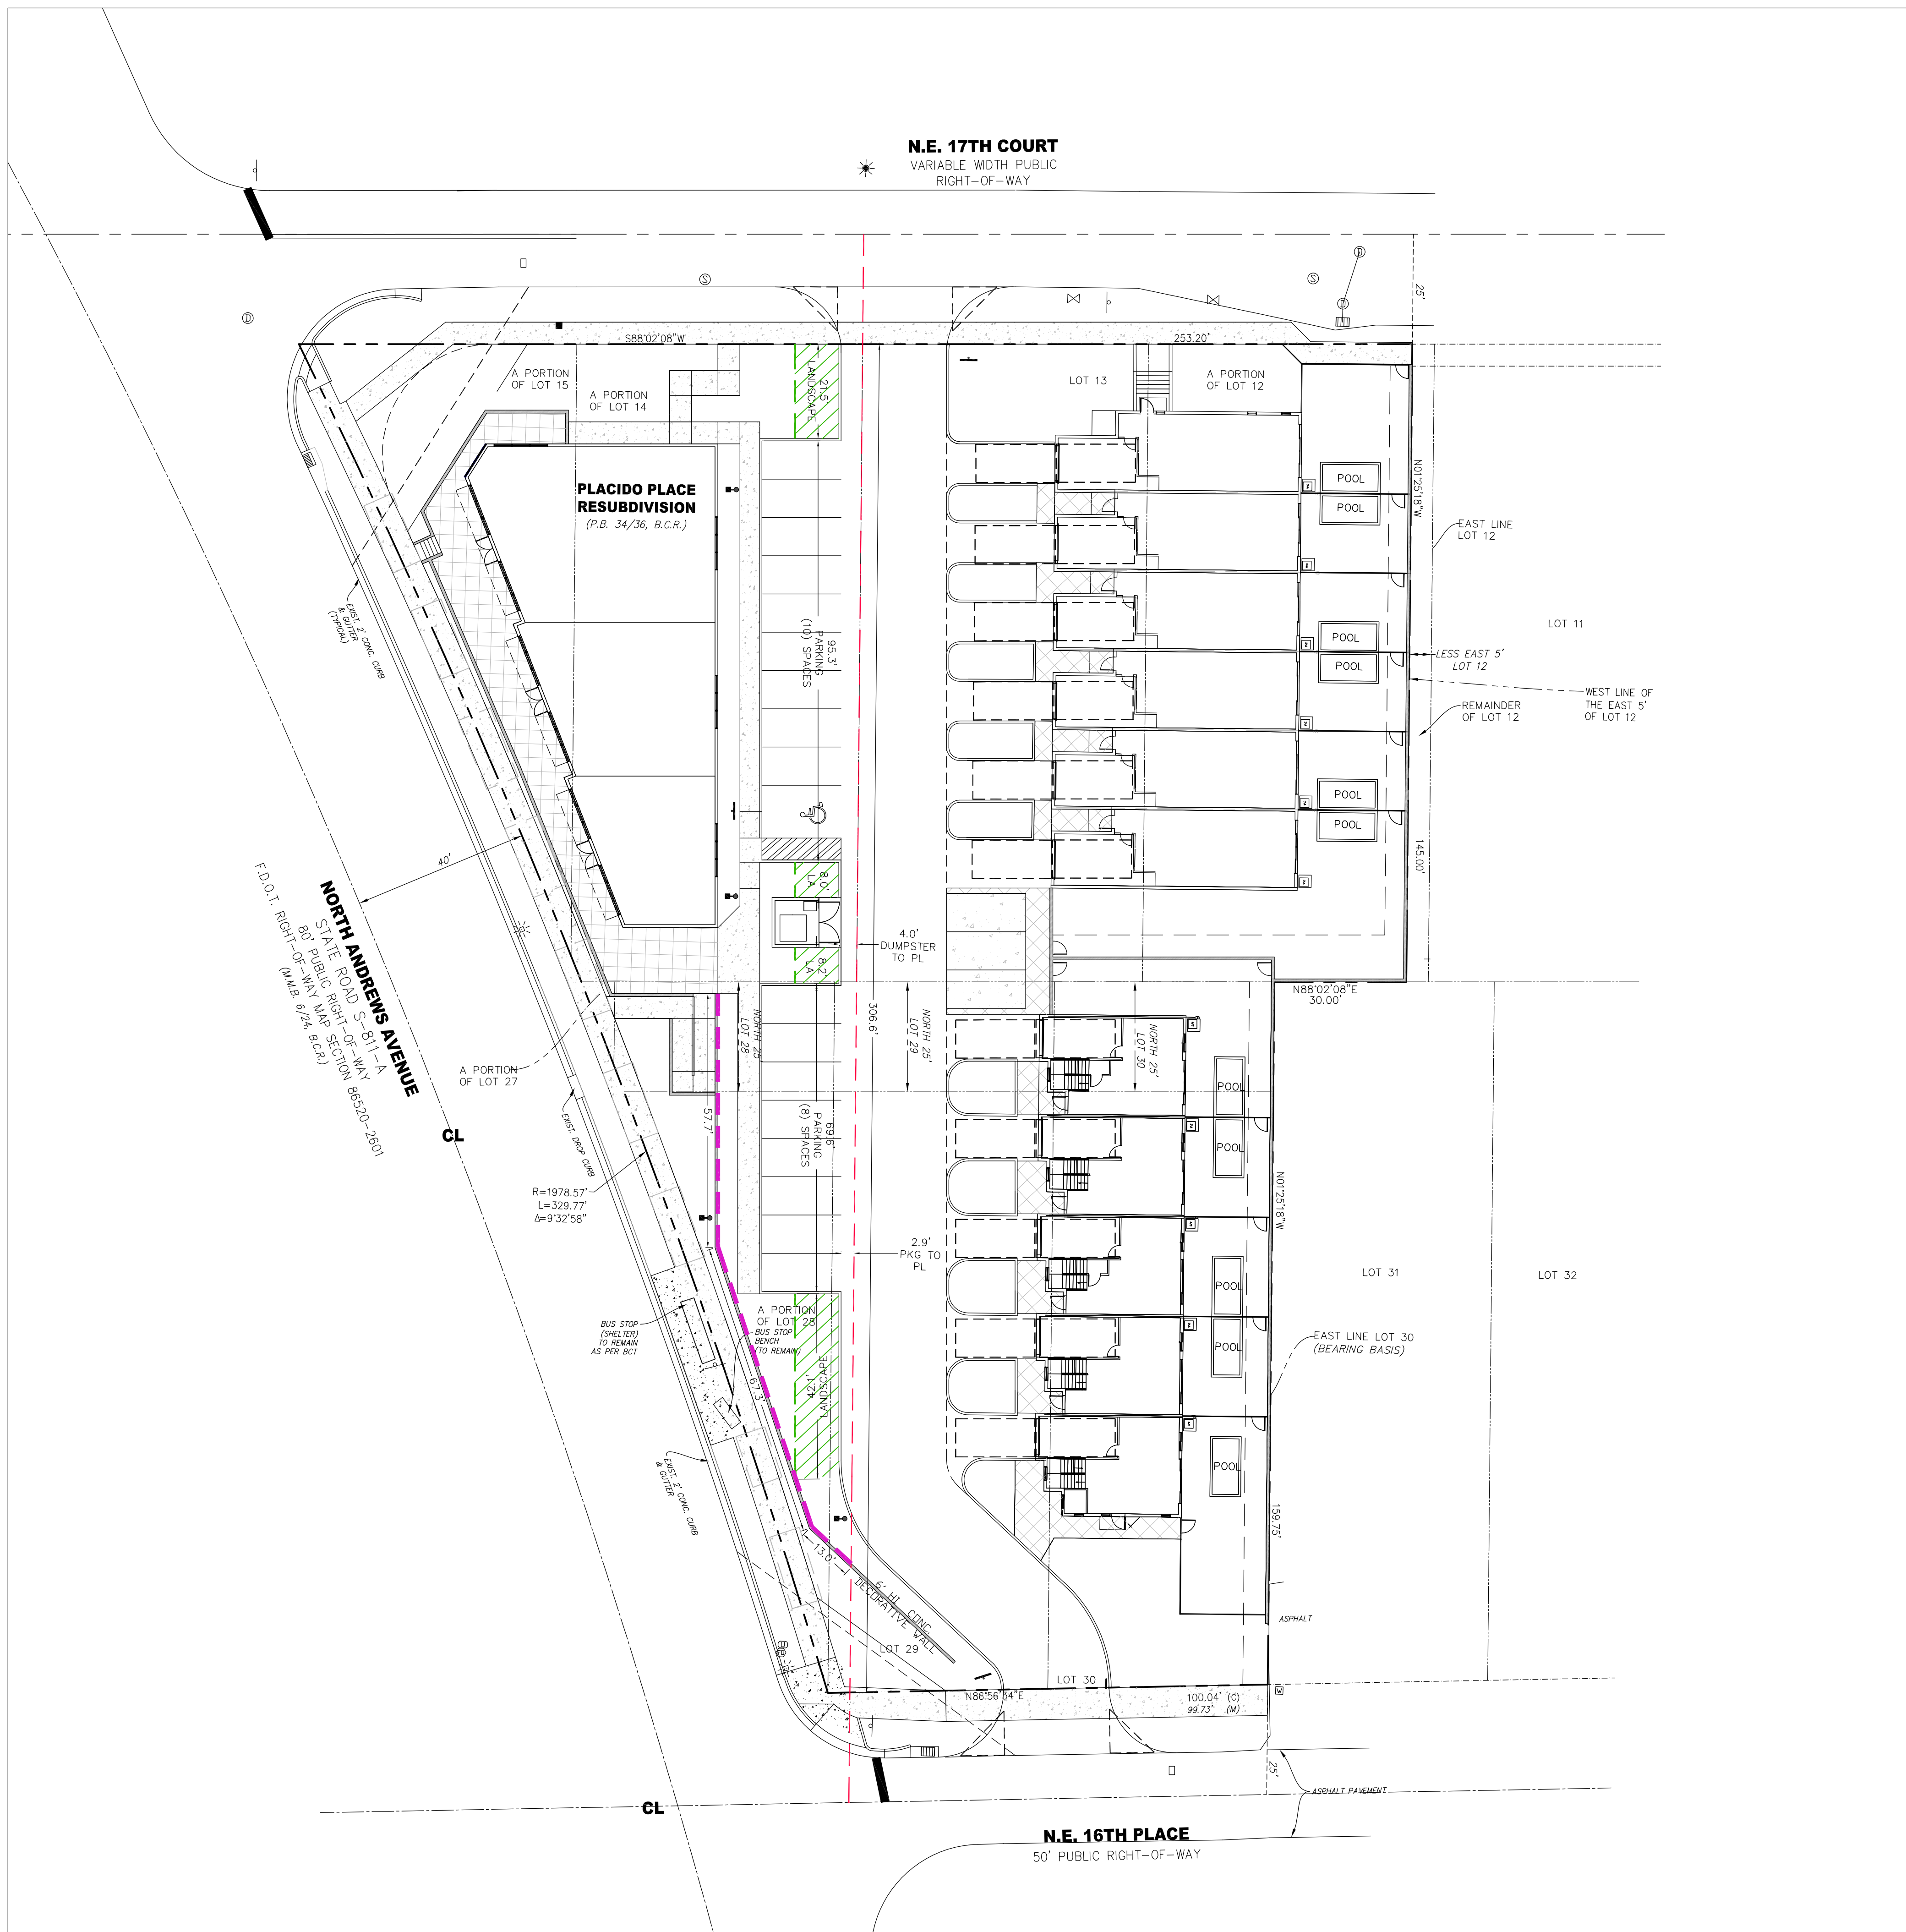 N.E. 17TH COURT
VARIABLE WIDTH PUBLIC
RIGHT-OF-WAY
D
S
S
D
D
25'
S88°02'08"W
253.20'
A PORTION
OF LOT 15
A PORTION
OF LOT 14
21.5'
LANDSCAPE
LOT 13
A PORTION
OF LOT 12
PLACIDO PLACE
RESUBDIVISION
(P.B. 34/36, B.C.R.)
POOL
POOL
N01°25'18"W
EAST LINE
LOT 12
EXIST. 2' CONC. CURB
& GUTTER
(TYPICAL)
95.3'
PARKING
(10) SPACES
POOL
POOL
LOT 11
LESS EAST 5'
LOT 12
WEST LINE OF
THE EAST 5'
OF LOT 12
REMAINDER
OF LOT 12
POOL
POOL
145.00'
40'
NORTH ANDREWS AVENUE
STATE ROAD S-811-A
80' PUBLIC RIGHT-OF-WAY
F.D.O.T. RIGHT-OF-WAY MAP SECTION 86520-2601
(M.M.B. 6/24, B.C.R.)
8.0'
LA
4.0'
DUMPSTER
TO PL
8.2'
LA
306.6'
N88°02'08"E
30.00'
NORTH 25'
LOT 28
NORTH 25'
LOT 29
NORTH 25'
LOT 30
A PORTION
OF LOT 27
CL
EXIST. DROP CURB
57.7'
69.6'
PARKING
(8) SPACES
POOL
POOL
R=1978.57'
L=329.77'
Δ=9°32'58"
N01°25'18"W
2.9'
PKG TO
PL
POOL
LOT 31
LOT 32
A PORTION
OF LOT 28
BUS STOP
(SHELTER)
TO REMAIN
AS PER BCT
BUS STOP
BENCH
(TO REMAIN)
67.3'
42.1'
LANDSCAPE
POOL
EAST LINE LOT 30
(BEARING BASIS)
EXIST. 2' CONC. CURB
& GUTTER
POOL
159.75'
13.0'
6' HI. CONC.
DECORATIVE WALL
ASPHALT
LOT 29
LOT 30
N86°56'34"E
100.04' (C)
99.73' (M)
W
25'
ASPHALT PAVEMENT
CL
N.E. 16TH PLACE
50' PUBLIC RIGHT-OF-WAY